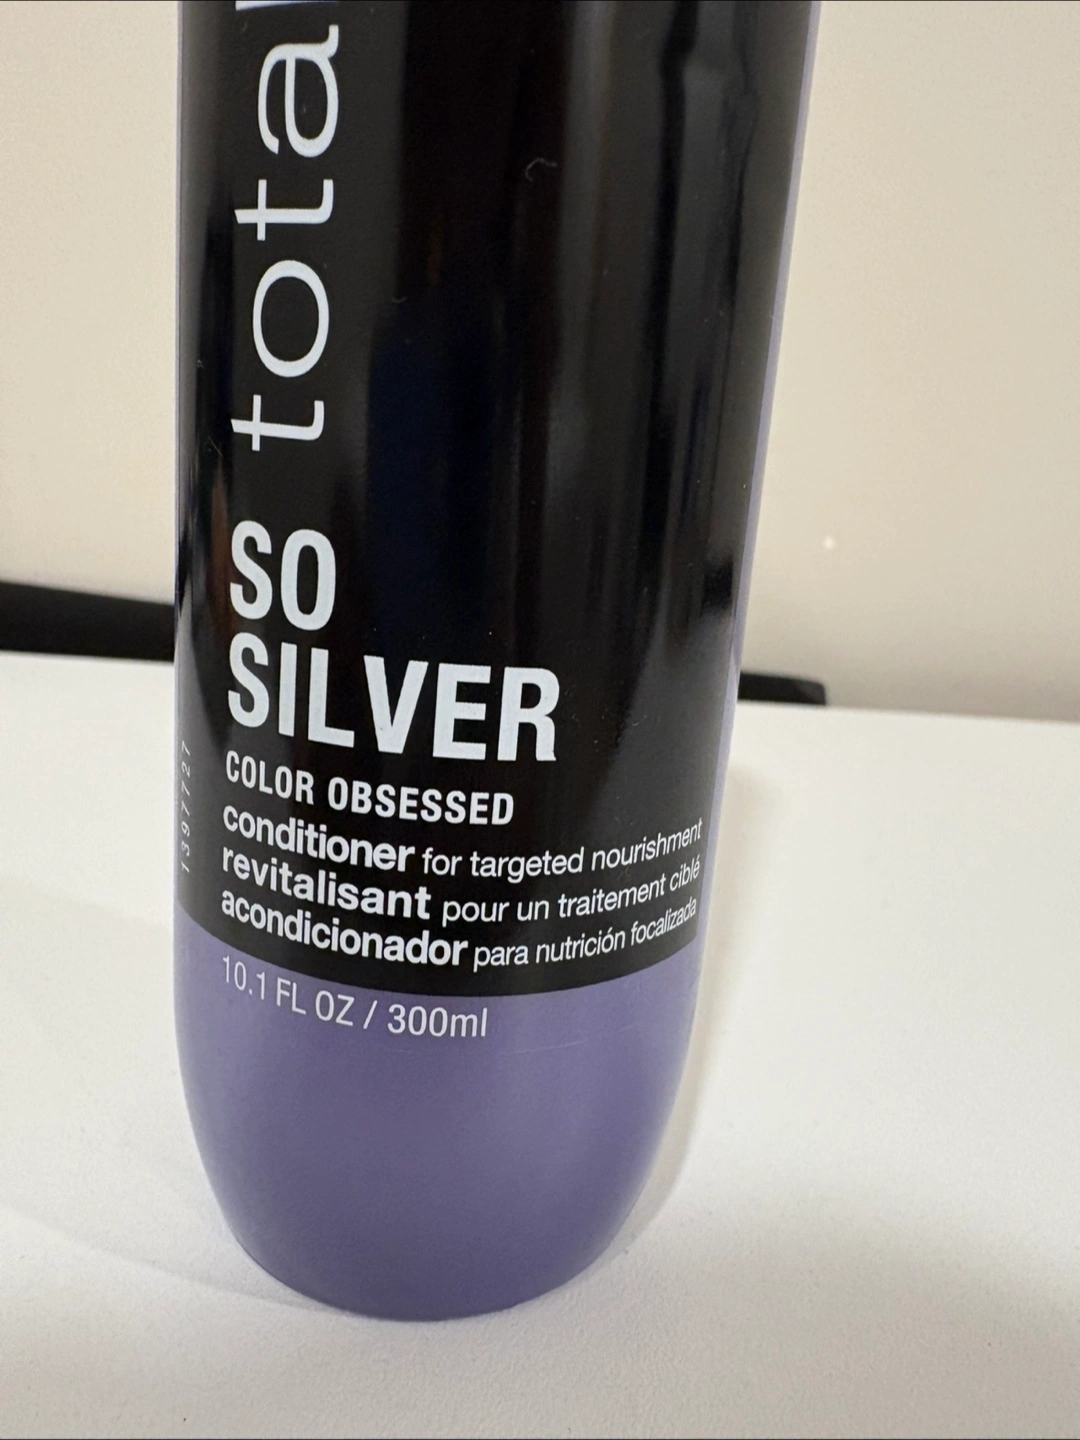 total
SO
SILVER
COLOR OBSESSED
conditioner for targeted nourishment
revitalisant pour un traitement ciblé
acondicionador para nutrición focalizada
10.1 FL OZ / 300ml
1397727